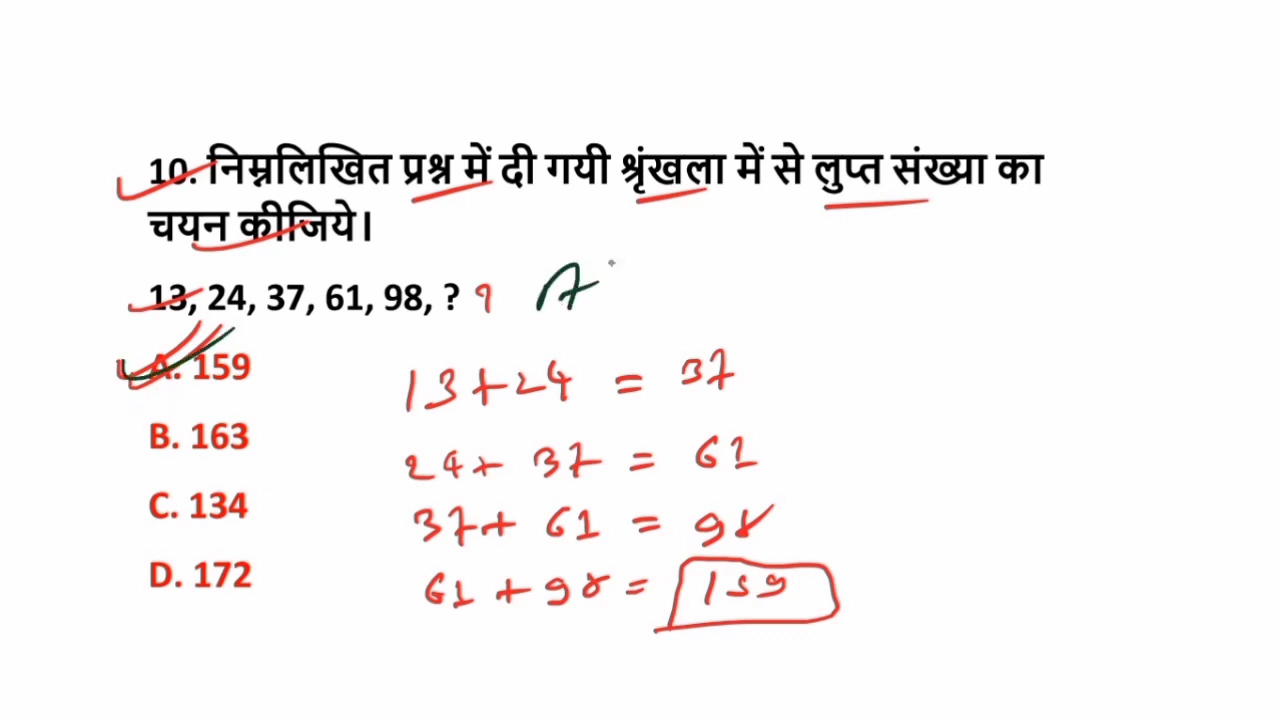 10. निम्नलिखित प्रश्न में दी गयी श्रृंखला में से लुप्त संख्या का
चयन कीजिये।
13, 24, 37, 61, 98, ? ? A
A. 159
B. 163
C. 134
D. 172
13+24 = 37
24+ 37 = 61
37+ 61 = 98
61 + 98 = 159